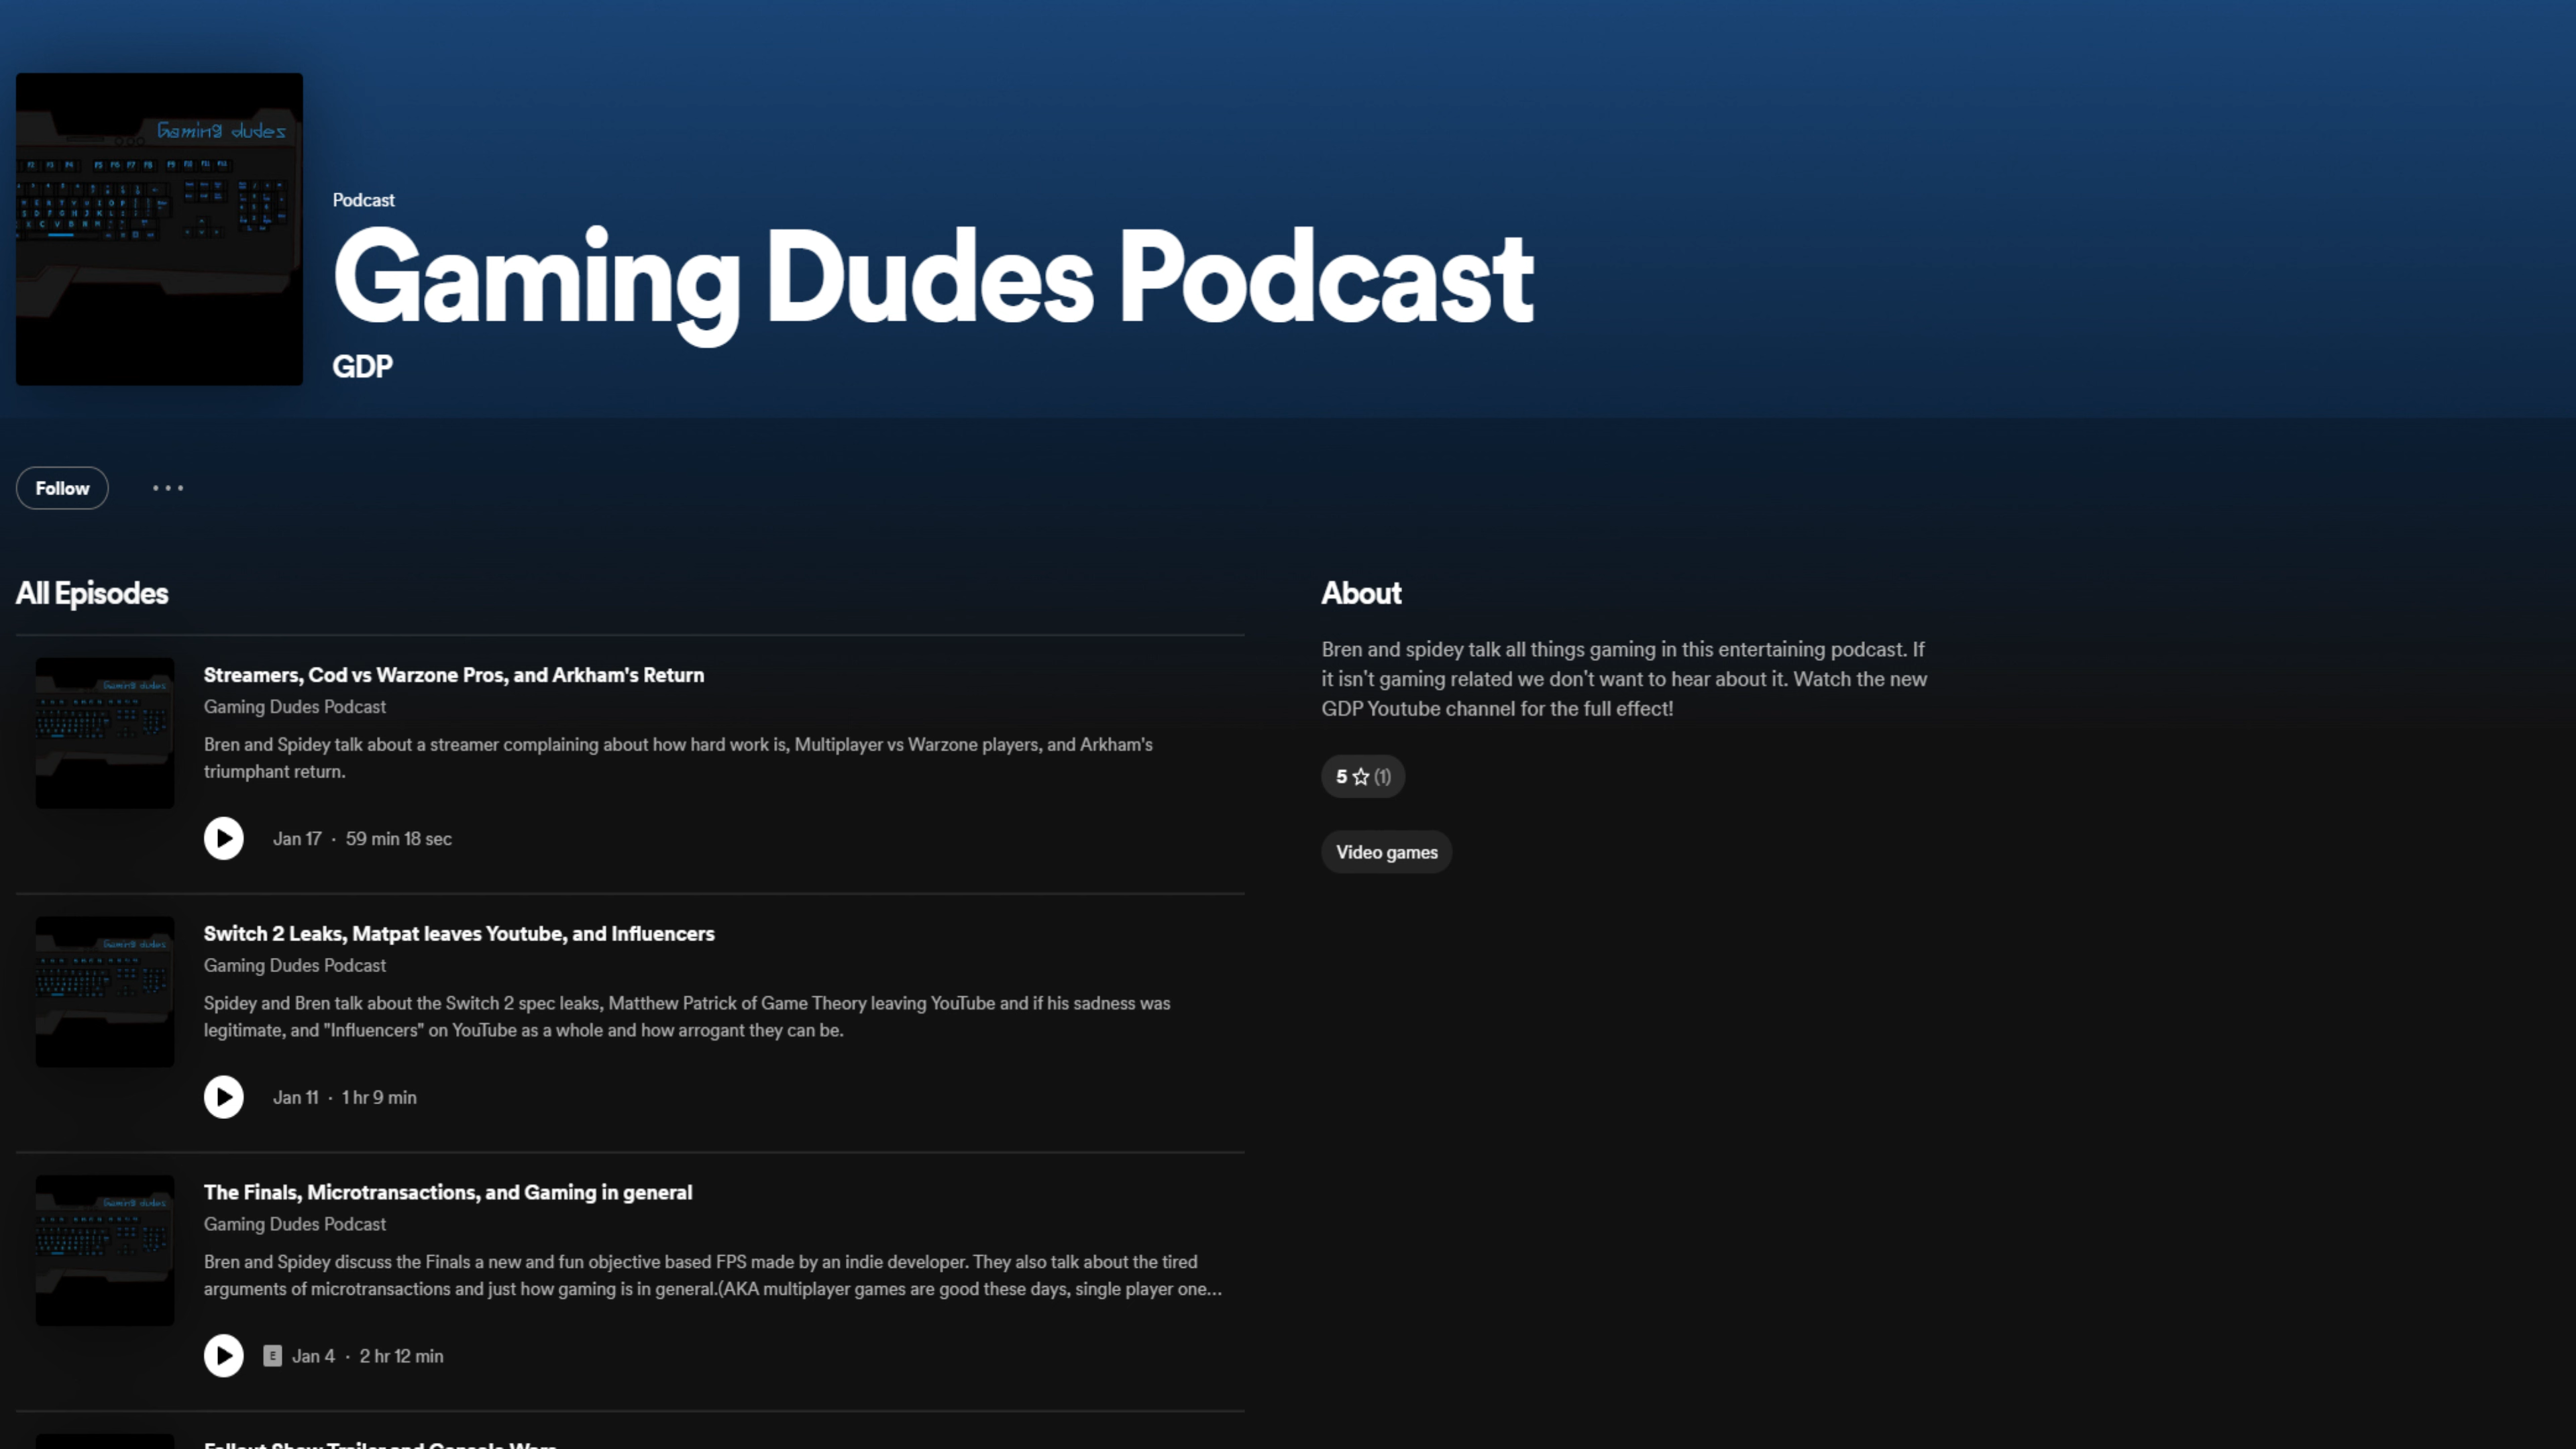 Gaming dudes
Podcast
Gaming Dudes Podcast
GDP
Follow
All Episodes
Streamers, Cod vs Warzone Pros, and Arkham's Return
Gaming Dudes Podcast
Bren and Spidey talk about a streamer complaining about how hard work is, Multiplayer vs Warzone players, and Arkham's
triumphant return.
Jan 17 · 59 min 18 sec
Switch 2 Leaks, Matpat leaves Youtube, and Influencers
Gaming Dudes Podcast
Spidey and Bren talk about the Switch 2 spec leaks, Matthew Patrick of Game Theory leaving YouTube and if his sadness was
legitimate, and "Influencers" on YouTube as a whole and how arrogant they can be.
Jan 11 · 1 hr 9 min
The Finals, Microtransactions, and Gaming in general
Gaming Dudes Podcast
Bren and Spidey discuss the Finals a new and fun objective based FPS made by an indie developer. They also talk about the tired
arguments of microtransactions and just how gaming is in general.(AKA multiplayer games are good these days, single player one...
E Jan 4 · 2 hr 12 min
Fallout Show Trailer and Console Wars
About
Bren and spidey talk all things gaming in this entertaining podcast. If
it isn't gaming related we don't want to hear about it. Watch the new
GDP Youtube channel for the full effect!
5 ☆ (1)
Video games